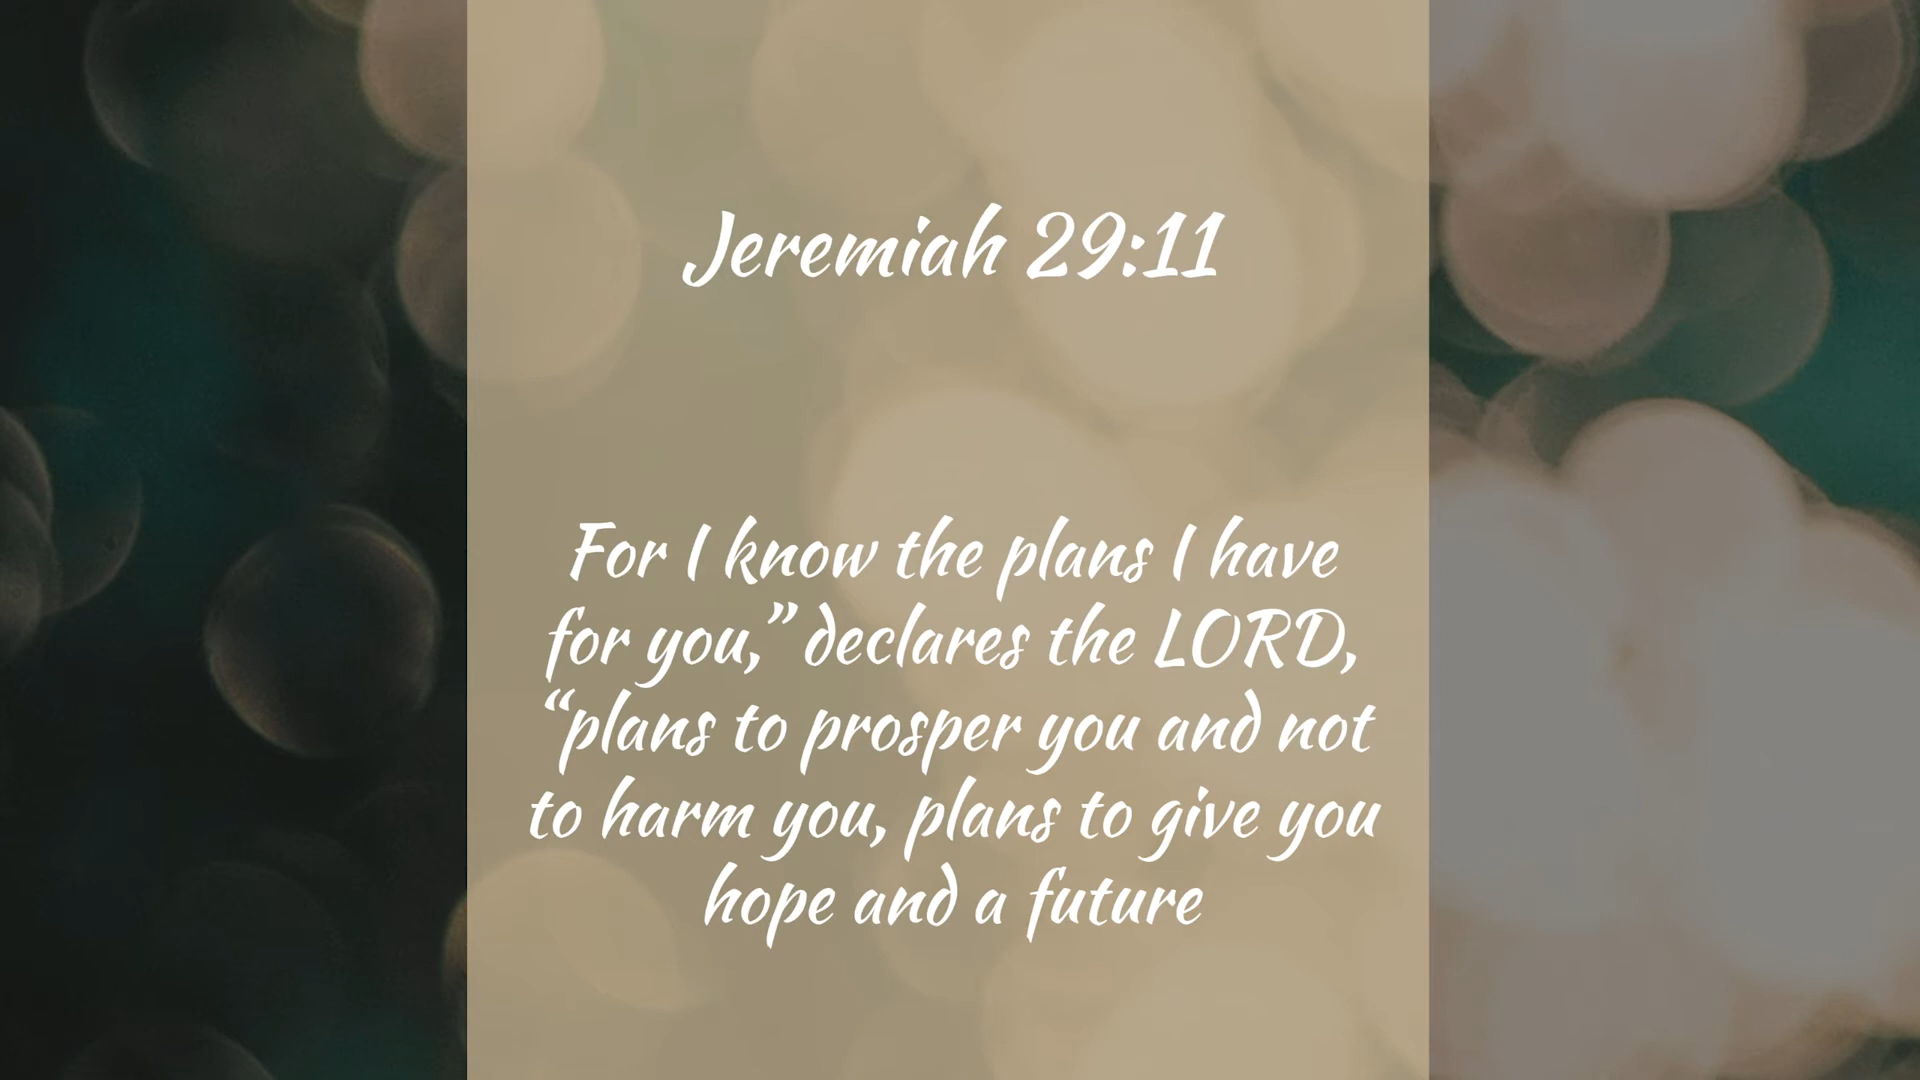 Jeremiah 29:11
For I know the plans I have
for you,” declares the LORD,
“plans to prosper you and not
to harm you, plans to give you
hope and a future